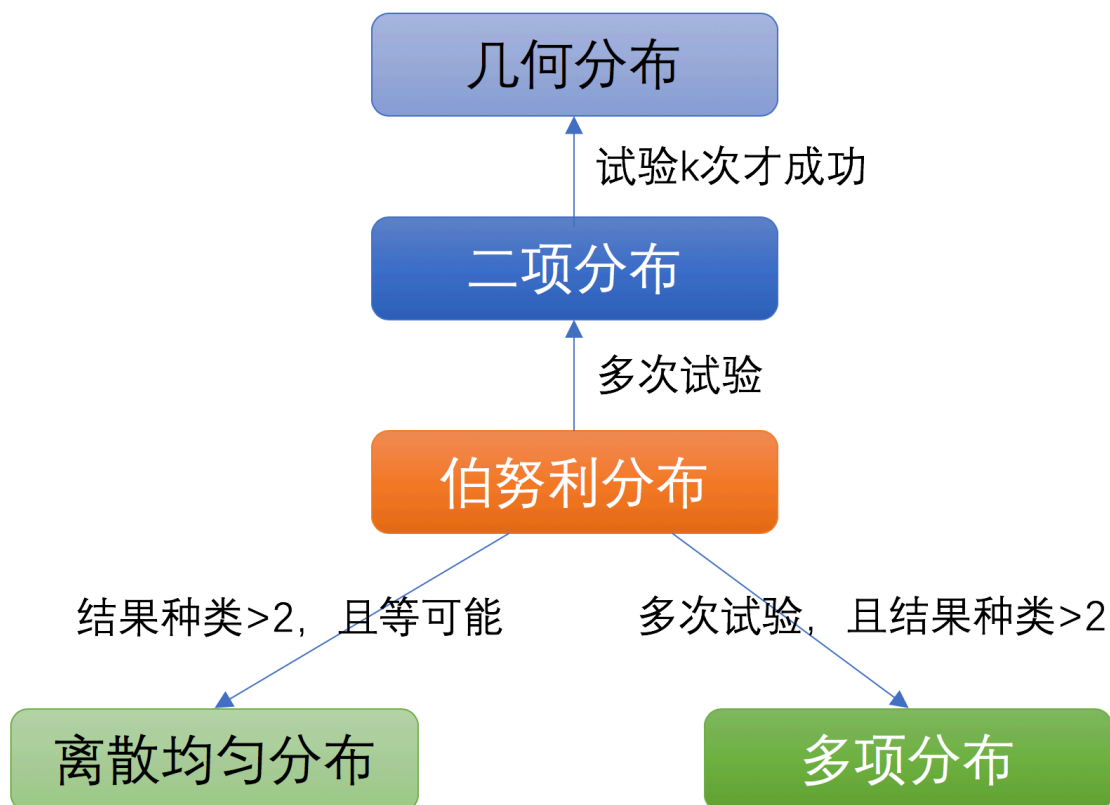 几何分布
试验k次才成功
二项分布
多次试验
伯努利分布
结果种类>2，且等可能
多次试验，且结果种类>2
离散均匀分布
多项分布